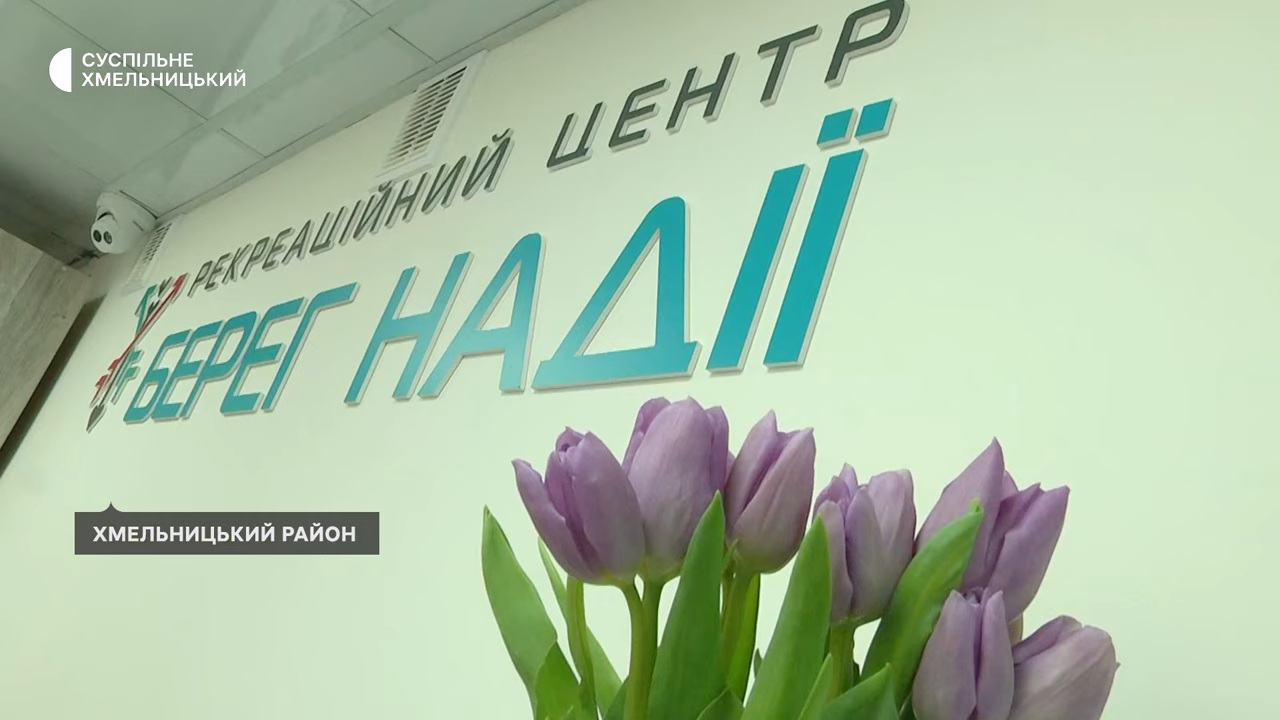 СУСПІЛЬНЕ
ХМЕЛЬНИЦЬКИЙ
РЕКРЕАЦІЙНИЙ ЦЕНТР
БЕРЕГ НАДІЇ
ХМЕЛЬНИЦЬКИЙ РАЙОН